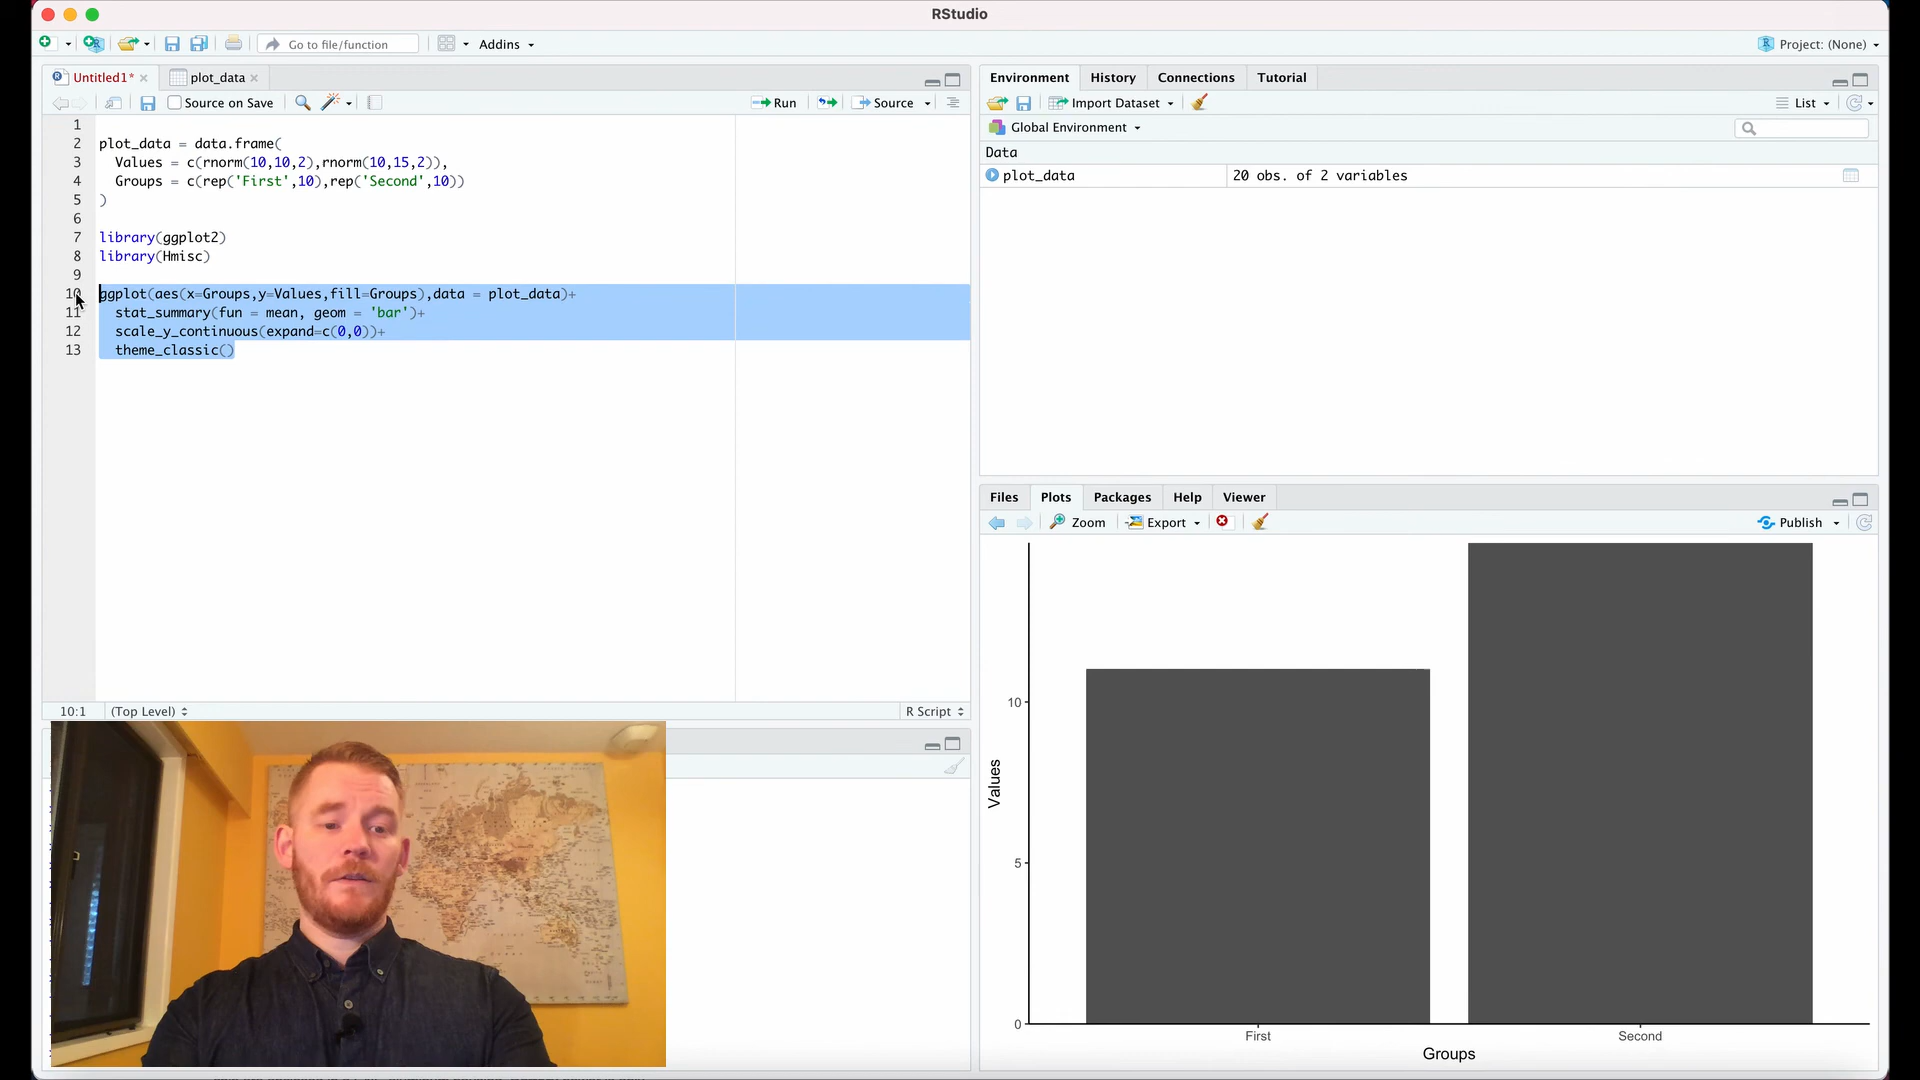 RStudio
Go to file/function
Addins
Project: (None)
Untitled1*
plot_data
Source on Save
Run
Source
1
2 plot_data = data.frame(
3 Values = c(rnorm(10,10,2),rnorm(10,15,2)),
4 Groups = c(rep('First',10),rep('Second',10))
5 )
6
7 library(ggplot2)
8 library(Hmisc)
9
10 ggplot(aes(x=Groups,y=Values,fill=Groups),data = plot_data)+
11 stat_summary(fun = mean, geom = 'bar')+
12 scale_y_continuous(expand=c(0,0))+
13 theme_classic()
10:1
(Top Level)
R Script
Environment
History
Connections
Tutorial
Import Dataset
List
Global Environment
Data
plot_data
20 obs. of 2 variables
Files
Plots
Packages
Help
Viewer
Zoom
Export
Publish
10
5
0
Values
First
Second
Groups